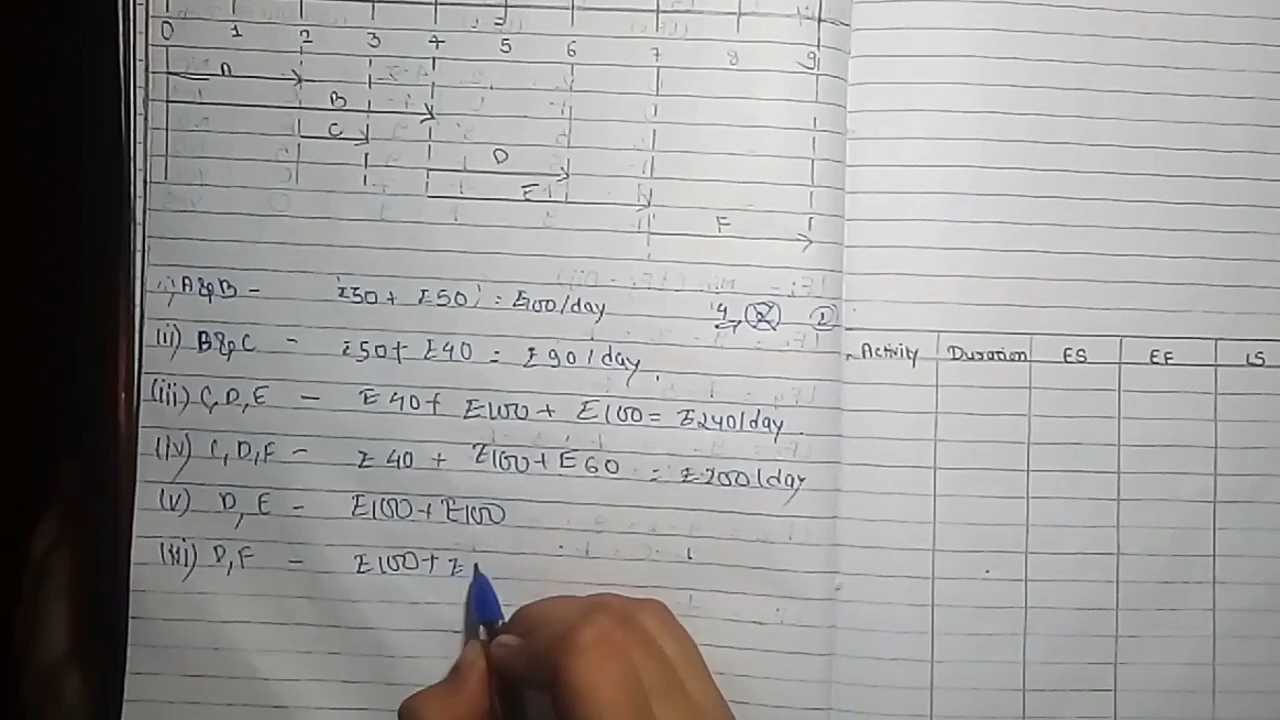 0 1 2 3 4 5 6 7 8 9
A
B
C
D
E
F
i) A & B - ₹50 + ₹50 = ₹100/day
(ii) B & C - ₹50 + ₹40 = ₹90/day.
(iii) C, D, E - ₹40 + ₹100 + ₹100 = ₹240/day
(iv) C, D, F - ₹40 + ₹100 + ₹60 = ₹200/day
(v) D, E - ₹100 + ₹100
D, F - ₹100 + ₹
Activity Duration ES EF LS